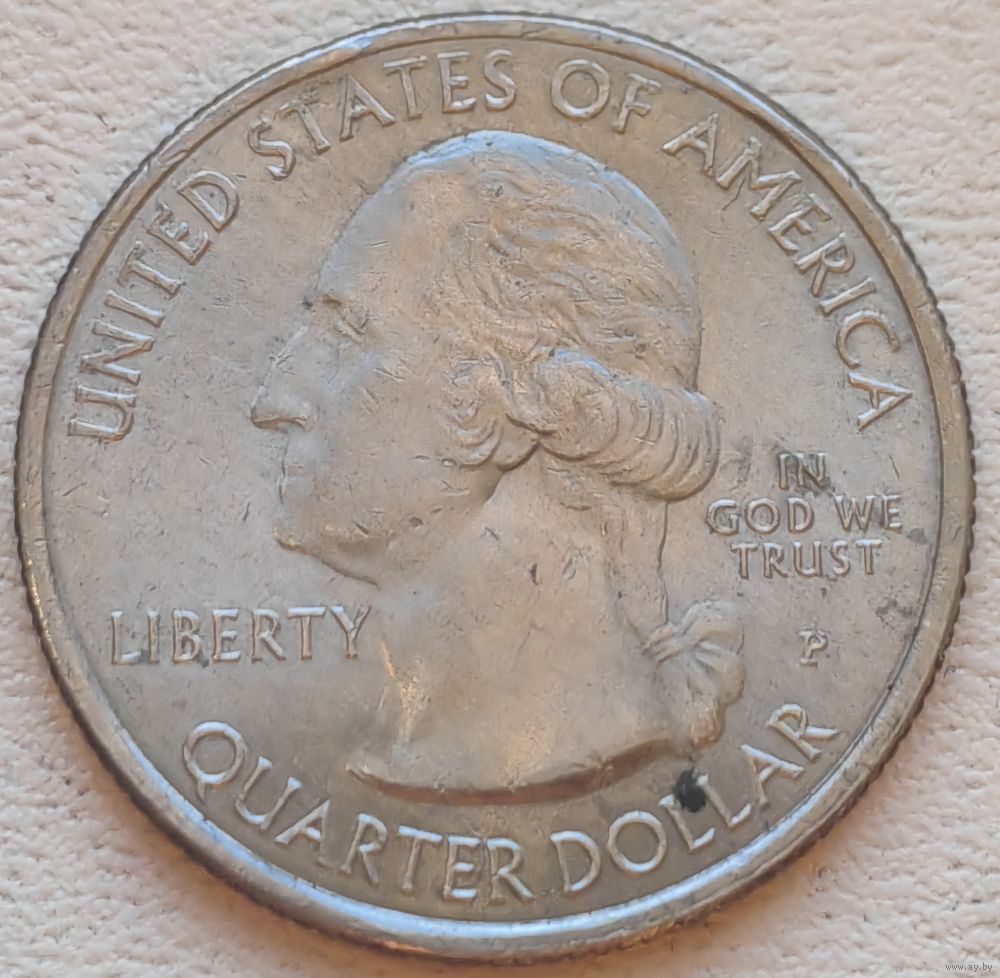 UNITED STATES OF AMERICA
IN
GOD WE
TRUST
LIBERTY
P
QUARTER DOLLAR
www.ay.by